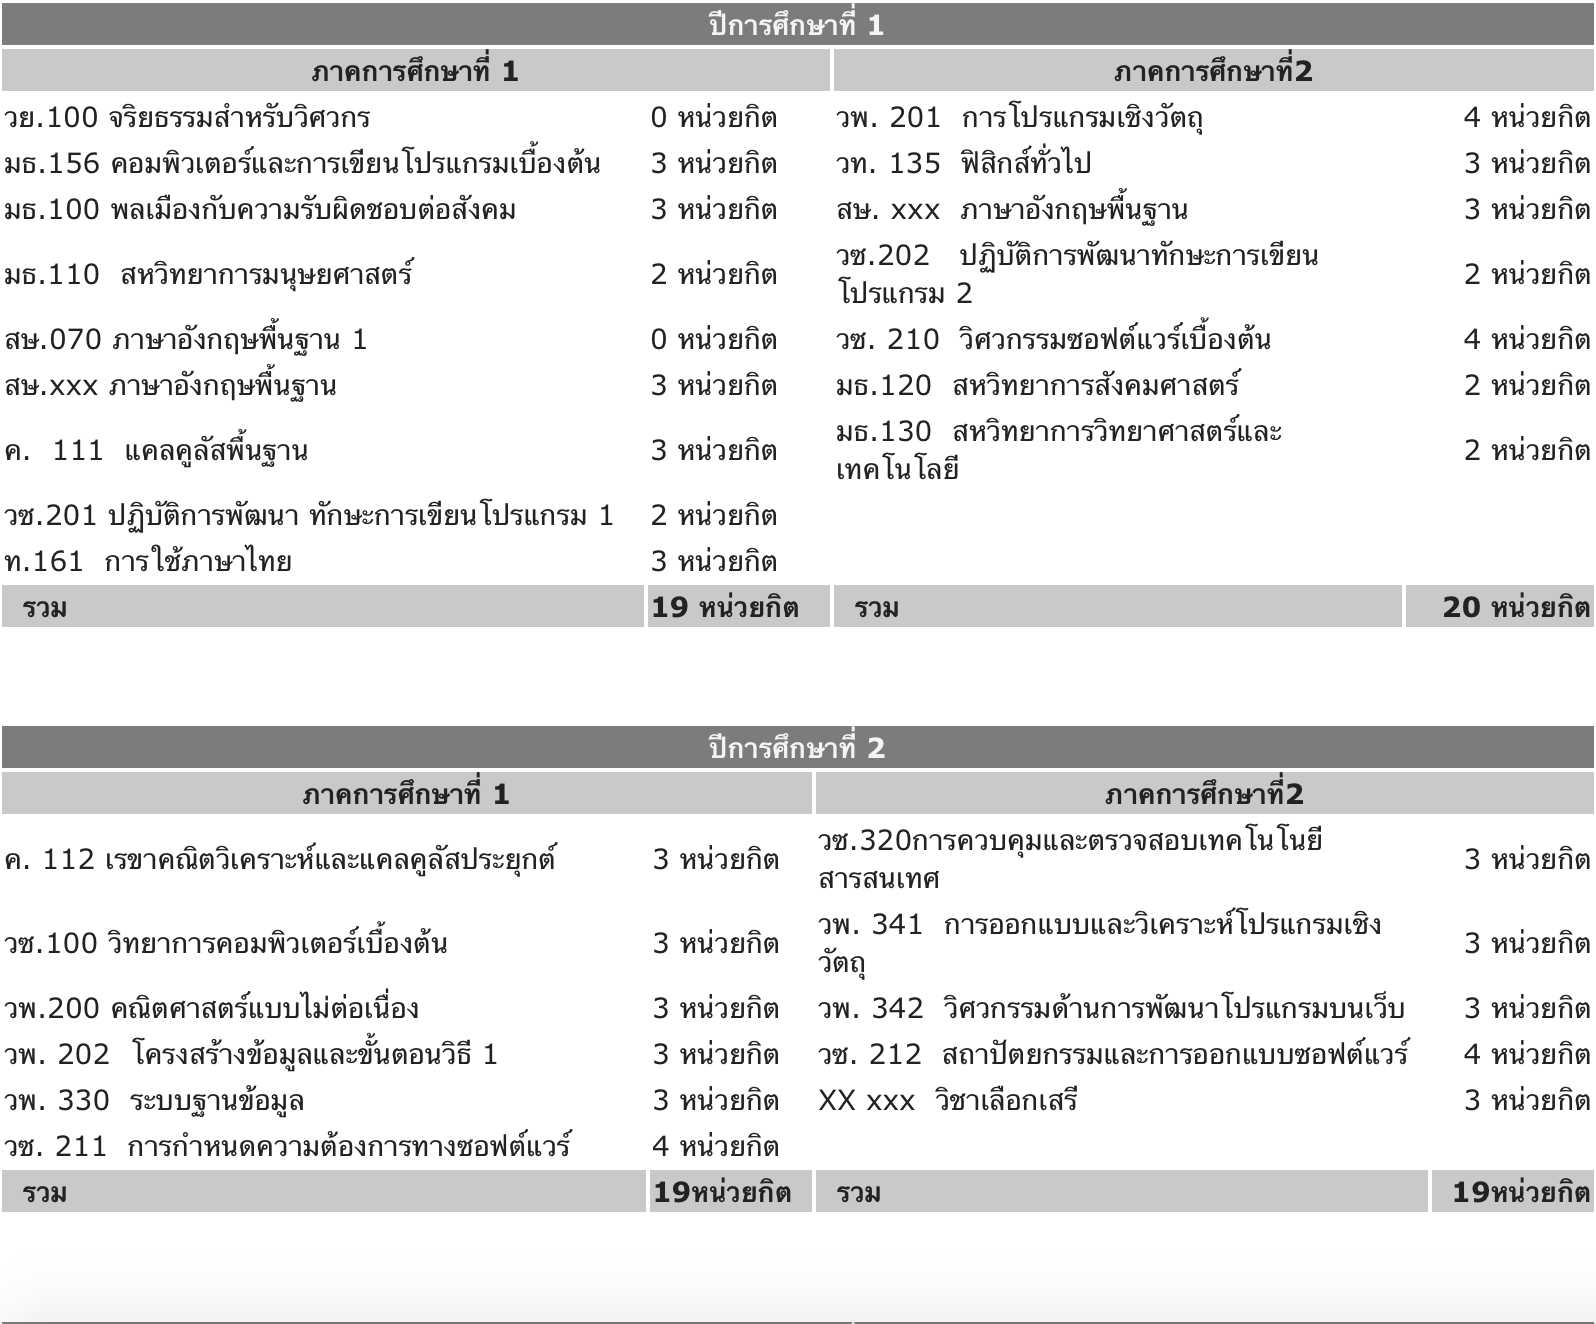 ปีการศึกษาที่ 1
ภาคการศึกษาที่ 1 ภาคการศึกษาที่2
วย.100 จริยธรรมสำหรับวิศวกร 0 หน่วยกิต วพ. 201 การโปรแกรมเชิงวัตถุ 4 หน่วยกิต
มธ.156 คอมพิวเตอร์และการเขียนโปรแกรมเบื้องต้น 3 หน่วยกิต วท. 135 ฟิสิกส์ทั่วไป 3 หน่วยกิต
มธ.100 พลเมืองกับความรับผิดชอบต่อสังคม 3 หน่วยกิต สษ. xxx ภาษาอังกฤษพื้นฐาน 3 หน่วยกิต
มธ.110 สหวิทยาการมนุษยศาสตร์ 2 หน่วยกิต วซ.202 ปฏิบัติการพัฒนาทักษะการเขียน
โปรแกรม 2 2 หน่วยกิต
สษ.070 ภาษาอังกฤษพื้นฐาน 1 0 หน่วยกิต วซ. 210 วิศวกรรมซอฟต์แวร์เบื้องต้น 4 หน่วยกิต
สษ.xxx ภาษาอังกฤษพื้นฐาน 3 หน่วยกิต มธ.120 สหวิทยาการสังคมศาสตร์ 2 หน่วยกิต
ค. 111 แคลคูลัสพื้นฐาน 3 หน่วยกิต มธ.130 สหวิทยาการวิทยาศาสตร์และ
เทคโนโลยี 2 หน่วยกิต
วซ.201 ปฏิบัติการพัฒนา ทักษะการเขียนโปรแกรม 1 2 หน่วยกิต
ท.161 การใช้ภาษาไทย 3 หน่วยกิต
รวม 19 หน่วยกิต รวม 20 หน่วยกิต
ปีการศึกษาที่ 2
ภาคการศึกษาที่ 1 ภาคการศึกษาที่2
ค. 112 เรขาคณิตวิเคราะห์และแคลคูลัสประยุกต์ 3 หน่วยกิต วซ.320การควบคุมและตรวจสอบเทคโนโนยี
สารสนเทศ 3 หน่วยกิต
วซ.100 วิทยาการคอมพิวเตอร์เบื้องต้น 3 หน่วยกิต วพ. 341 การออกแบบและวิเคราะห์โปรแกรมเชิง
วัตถุ 3 หน่วยกิต
วพ.200 คณิตศาสตร์แบบไม่ต่อเนื่อง 3 หน่วยกิต วพ. 342 วิศวกรรมด้านการพัฒนาโปรแกรมบนเว็บ 3 หน่วยกิต
วพ. 202 โครงสร้างข้อมูลและขั้นตอนวิธี 1 3 หน่วยกิต วซ. 212 สถาปัตยกรรมและการออกแบบซอฟต์แวร์ 4 หน่วยกิต
วพ. 330 ระบบฐานข้อมูล 3 หน่วยกิต XX xxx วิชาเลือกเสรี 3 หน่วยกิต
วซ. 211 การกำหนดความต้องการทางซอฟต์แวร์ 4 หน่วยกิต
รวม 19หน่วยกิต รวม 19หน่วยกิต